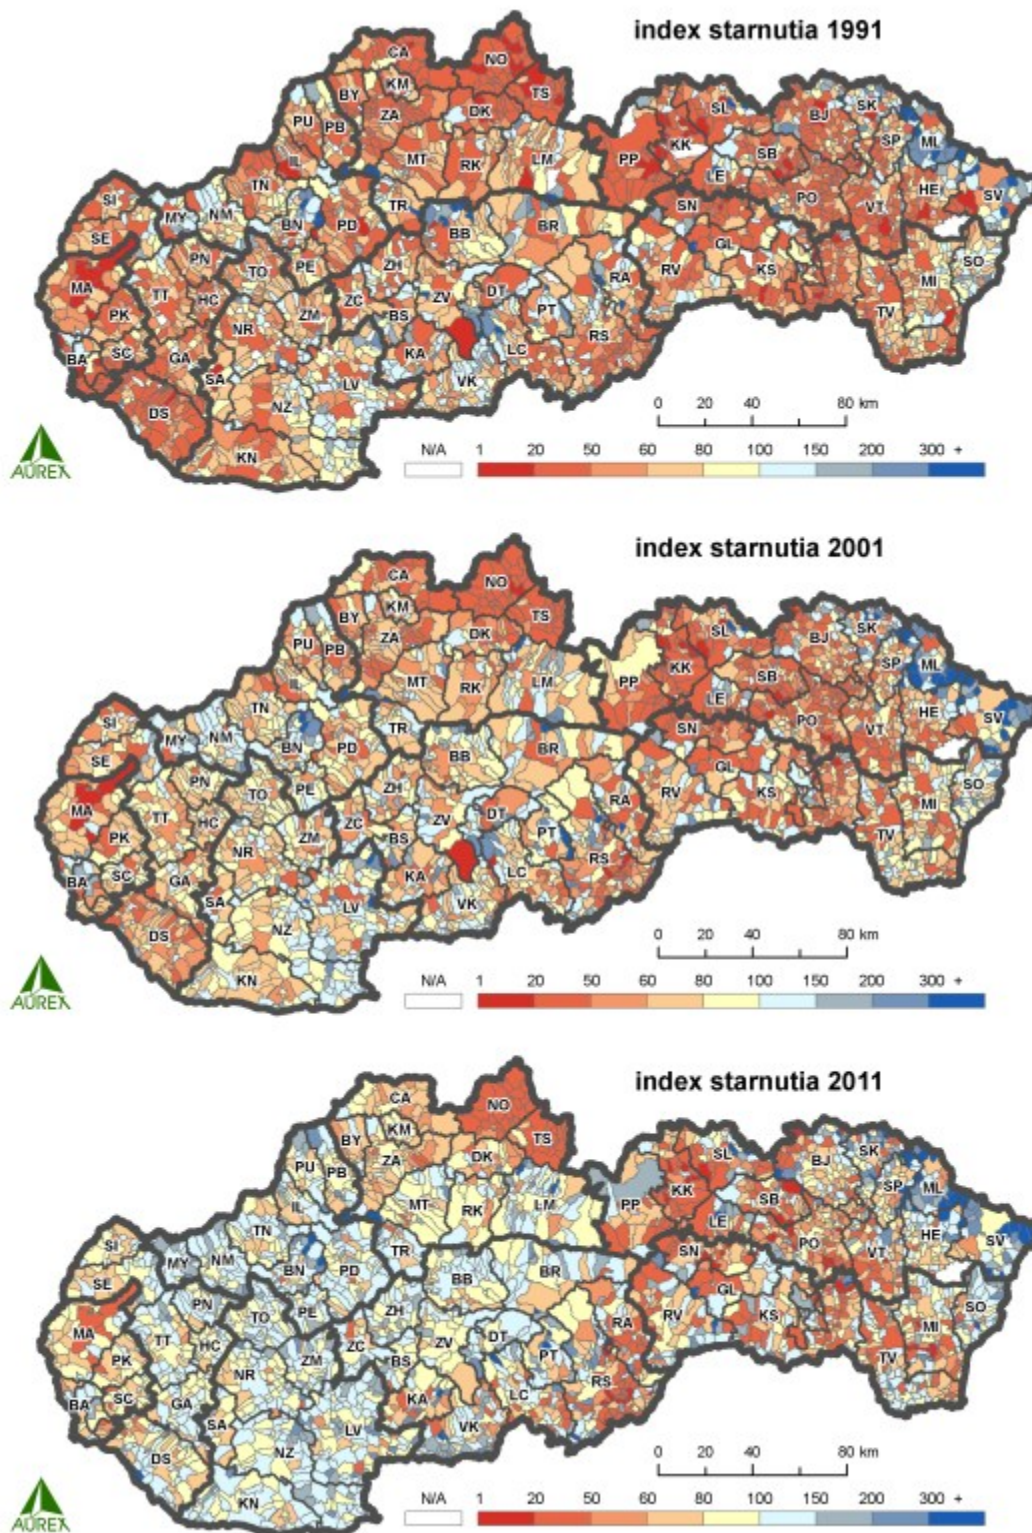 index starnutia 1991
CA
NO
BY
KM
TS
PU
PB
ZA
DK
SL
BJ
SK
KK
SP
ML
IL
MT
RK
LM
PP
SB
LE
HE
SV
TN
SI
MY
NM
TR
SN
PO
VT
SE
BN
PD
BB
BR
GL
PN
PE
ZH
RV
KS
MI
SO
MA
TT
HC
TO
ZC
DT
RA
PK
NR
ZM
BS
ZV
PT
TV
BA
SC
GA
KA
LC
RS
SA
LV
VK
DS
NZ
KN
0 20 40 80 km
AUREX
N/A 1 20 50 60 80 100 150 200 300 +
index starnutia 2001
CA
NO
BY
KM
TS
PU
PB
ZA
DK
SL
BJ
SK
KK
SP
ML
IL
MT
RK
LM
PP
SB
LE
HE
SV
TN
SI
MY
NM
TR
SN
PO
VT
SE
BN
PD
BB
BR
GL
PN
PE
ZH
RV
KS
MI
SO
MA
TT
HC
TO
ZC
DT
RA
PK
NR
ZM
BS
ZV
PT
TV
BA
SC
GA
KA
LC
RS
SA
LV
VK
DS
NZ
KN
0 20 40 80 km
AUREX
N/A 1 20 50 60 80 100 150 200 300 +
index starnutia 2011
CA
NO
BY
KM
TS
PU
PB
ZA
DK
SL
BJ
SK
KK
SP
ML
IL
MT
RK
LM
PP
SB
LE
HE
SV
TN
SI
MY
NM
TR
SN
PO
VT
SE
BN
PD
BB
BR
GL
PN
PE
ZH
RV
KS
MI
SO
MA
TT
HC
TO
ZC
DT
RA
PK
NR
ZM
BS
ZV
PT
TV
BA
SC
GA
KA
LC
RS
SA
LV
VK
DS
NZ
KN
0 20 40 80 km
AUREX
N/A 1 20 50 60 80 100 150 200 300 +